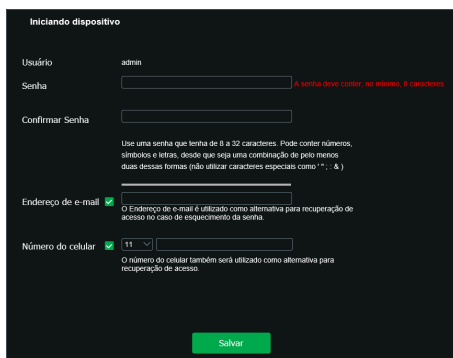 Iniciando dispositivo
Usuário admin
Senha A senha deve conter, no mínimo, 8 caracteres
Confirmar Senha
Use uma senha que tenha de 8 a 32 caracteres. Pode conter números,
símbolos e letras, desde que seja uma combinação de pelo menos
duas dessas formas (não utilizar caracteres especiais como ' " ; : & )
Endereço de e-mail
O Endereço de e-mail é utilizado como alternativa para recuperação de
acesso no caso de esquecimento da senha.
Número do celular 11
O número do celular também será utilizado como alternativa para
recuperação de acesso.
Salvar